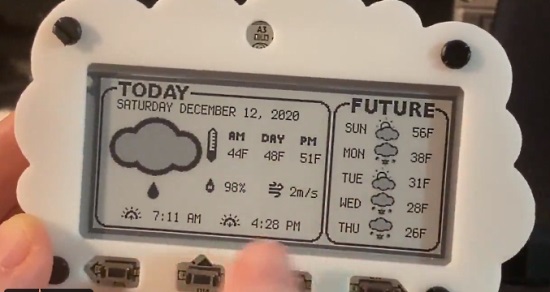 TODAY
SATURDAY DECEMBER 12, 2020
AM DAY PM
44F 48F 51F
98% 2m/s
7:11 AM 4:28 PM
FUTURE
SUN 56F
MON 38F
TUE 31F
WED 28F
THU 26F